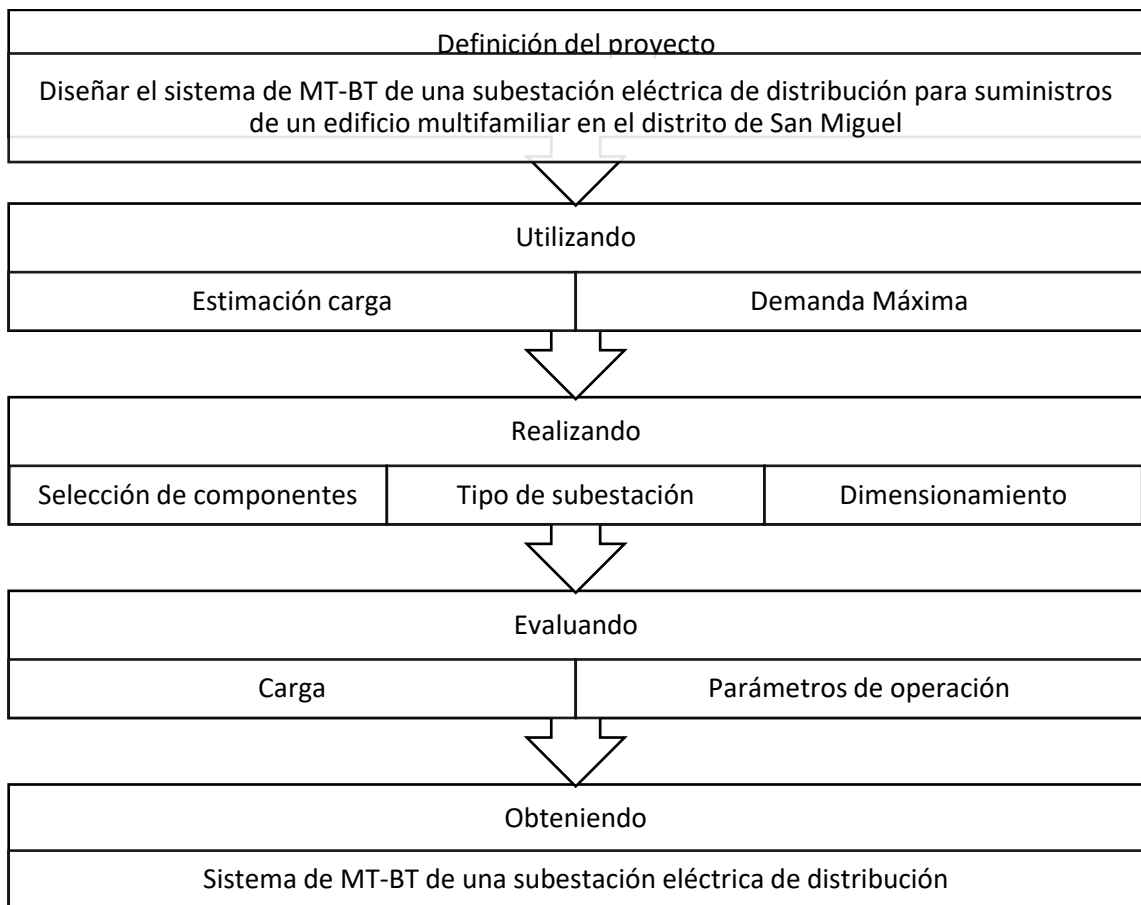 Definición del proyecto
Diseñar el sistema de MT-BT de una subestación eléctrica de distribución para suministros
de un edificio multifamiliar en el distrito de San Miguel
Utilizando
Estimación carga
Demanda Máxima
Realizando
Selección de componentes
Tipo de subestación
Dimensionamiento
Evaluando
Carga
Parámetros de operación
Obteniendo
Sistema de MT-BT de una subestación eléctrica de distribución